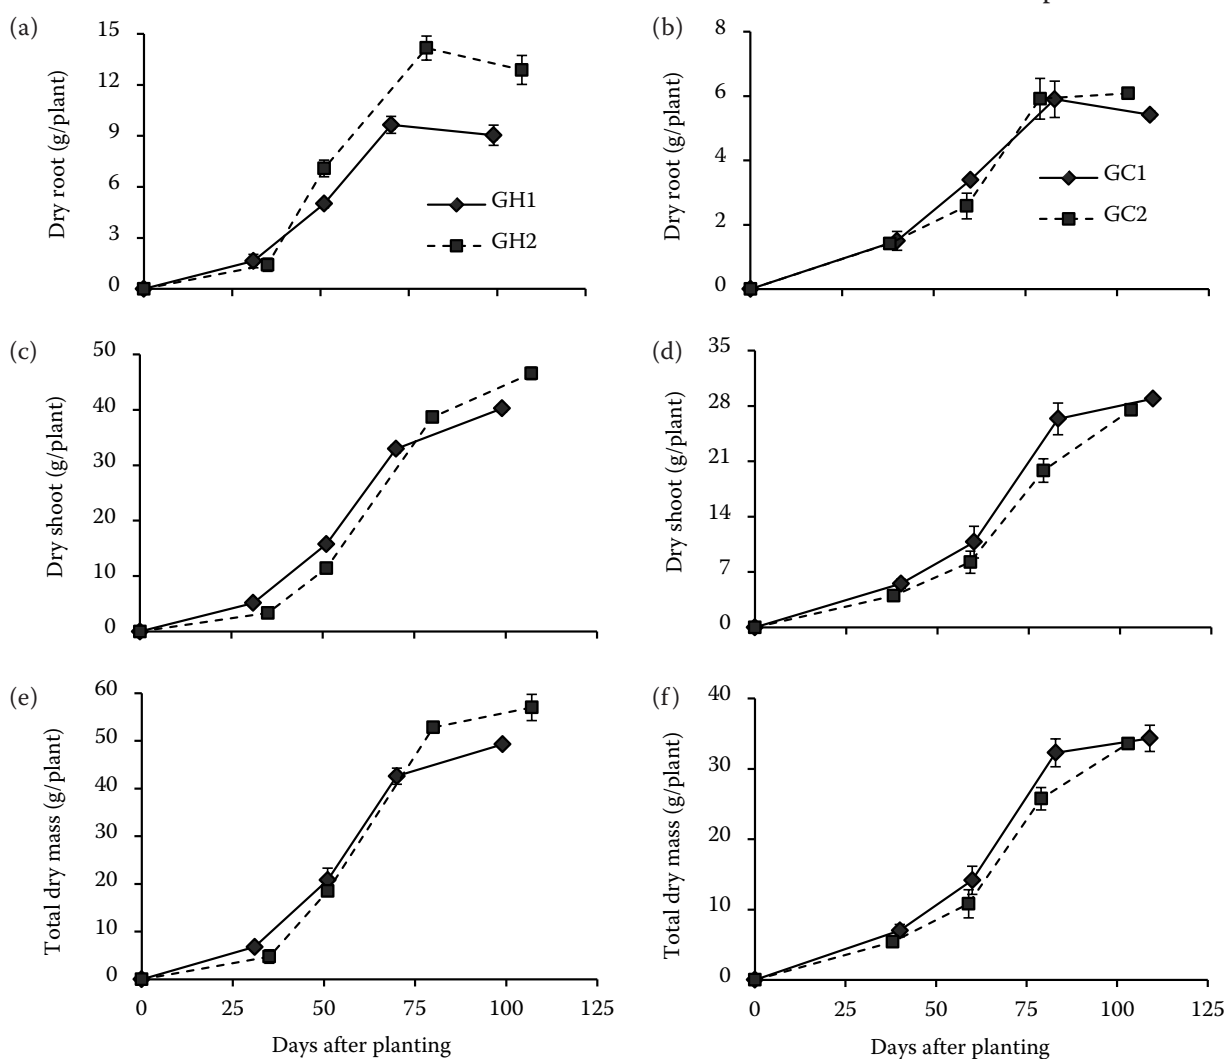 (a)
Dry root (g/plant)
15
12
9
6
3
0
GH1
GH2
(b)
Dry root (g/plant)
8
6
4
2
0
GC1
GC2
(c)
Dry shoot (g/plant)
50
40
30
20
10
0
(d)
Dry shoot (g/plant)
35
28
21
14
7
0
(e)
Total dry mass (g/plant)
60
50
40
30
20
10
0
0 25 50 75 100 125
Days after planting
(f)
Total dry mass (g/plant)
40
30
20
10
0
0 25 50 75 100 125
Days after planting